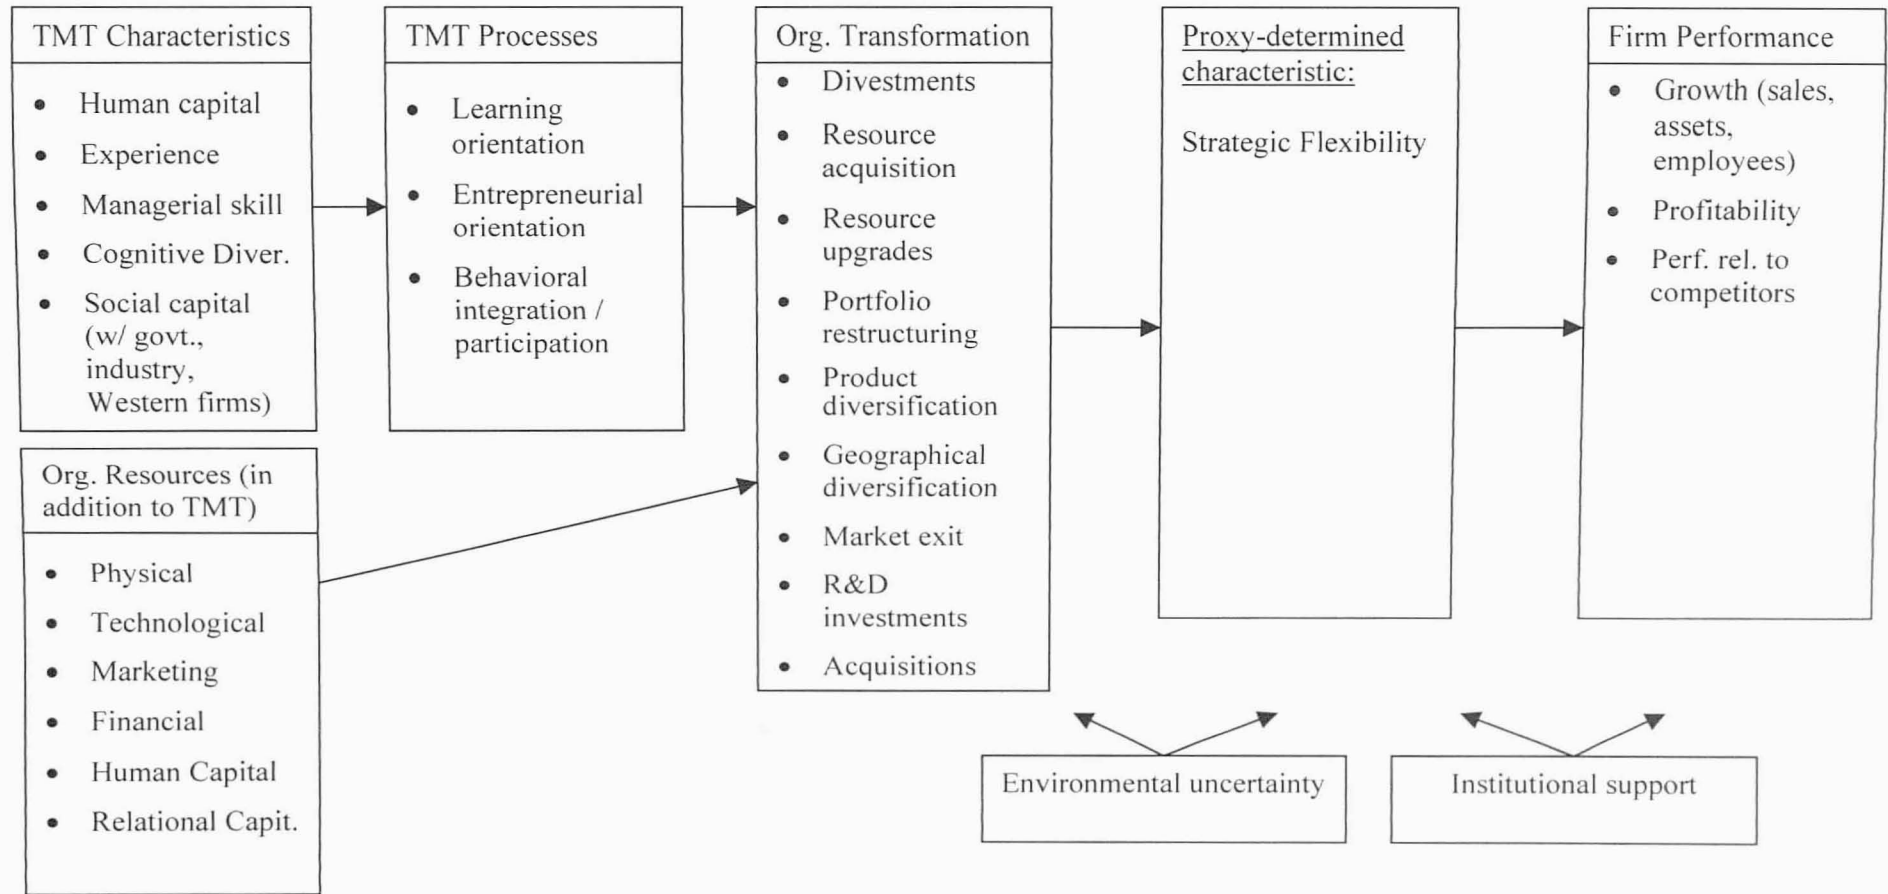 TMT Characteristics
• Human capital
• Experience
• Managerial skill
• Cognitive Diver.
• Social capital
(w/ govt.,
industry,
Western firms)
Org. Resources (in
addition to TMT)
• Physical
• Technological
• Marketing
• Financial
• Human Capital
• Relational Capit.
TMT Processes
• Learning
orientation
• Entrepreneurial
orientation
• Behavioral
integration /
participation
Org. Transformation
• Divestments
• Resource
acquisition
• Resource
upgrades
• Portfolio
restructuring
• Product
diversification
• Geographical
diversification
• Market exit
• R&D
investments
• Acquisitions
Proxy-determined
characteristic:
Strategic Flexibility
Firm Performance
• Growth (sales,
assets,
employees)
• Profitability
• Perf. rel. to
competitors
Environmental uncertainty
Institutional support